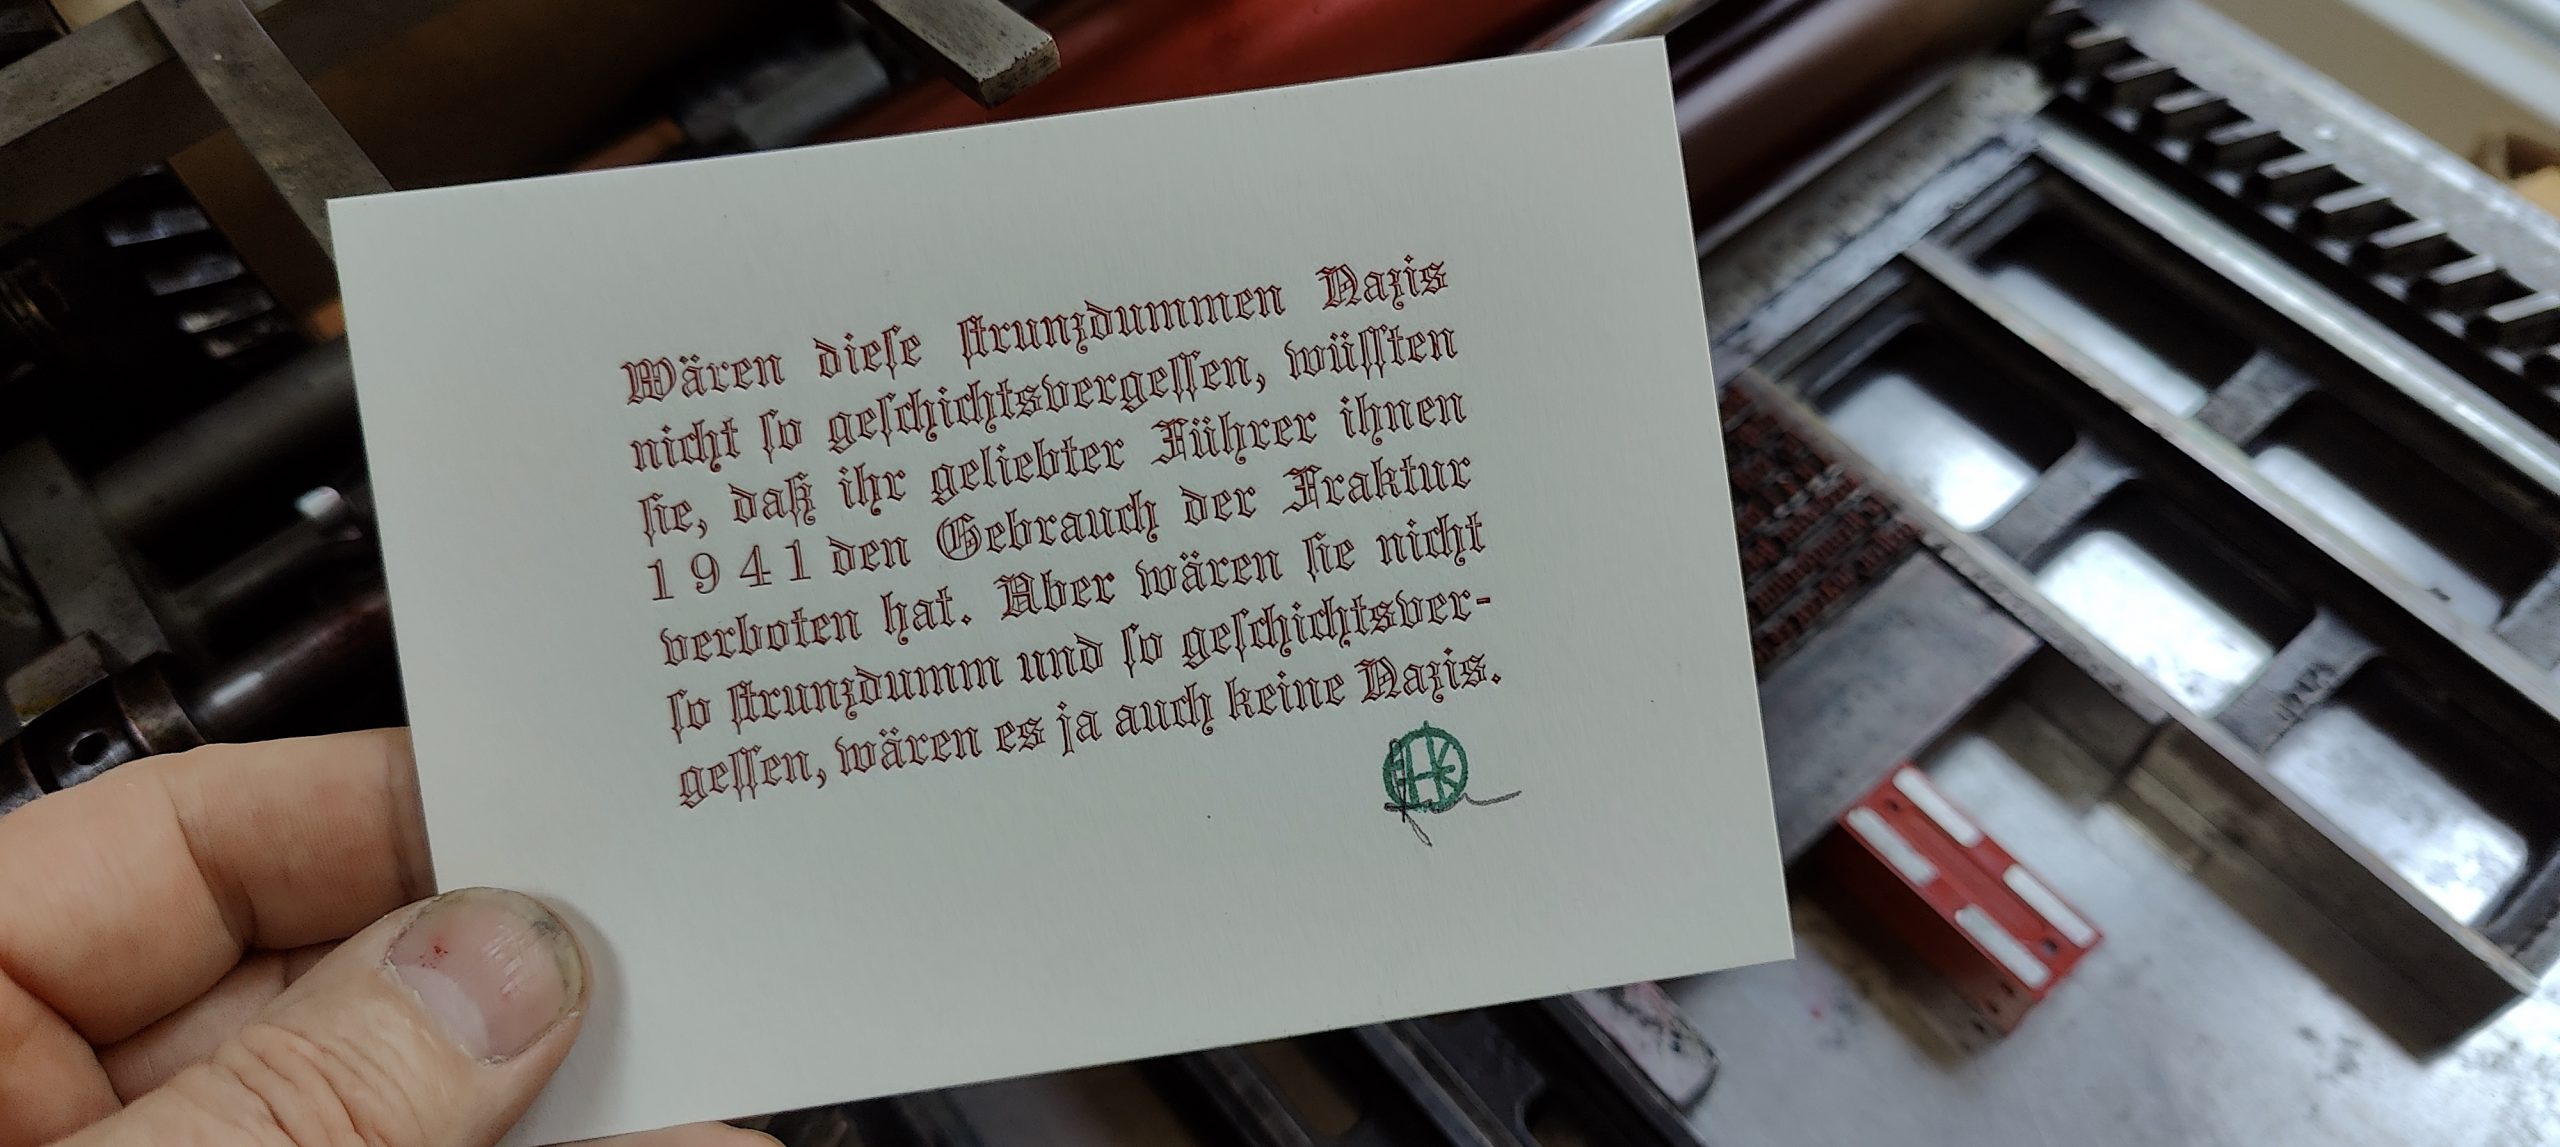 Wären dieſe ſtrunzdummen Nazis
nicht ſo geſchichtsvergeſſen, wüſſten
ſie, daß ihr geliebter Führer ihnen
1941 den Gebrauch der Fraktur
verboten hat. Aber wären ſie nicht
ſo ſtrunzdumm und ſo geſchichtsver-
geſſen, wären es ja auch keine Nazis.